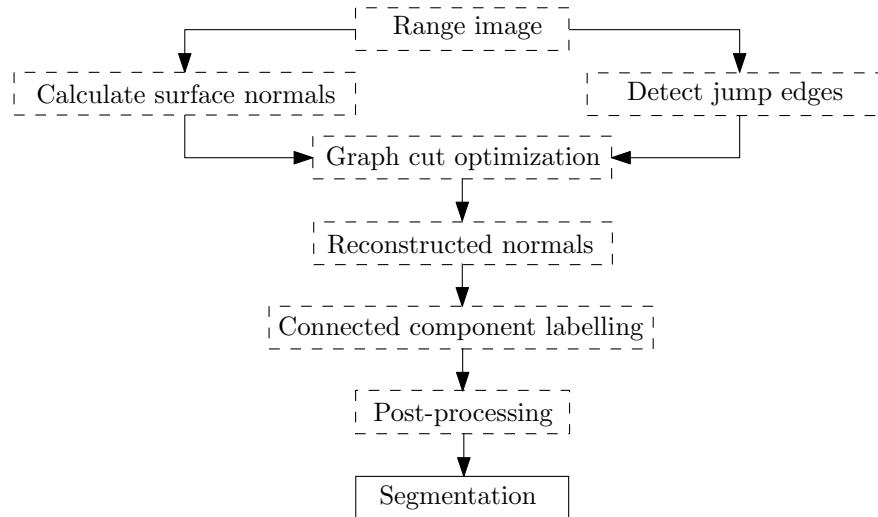 Range image
Calculate surface normals
Detect jump edges
Graph cut optimization
Reconstructed normals
Connected component labelling
Post-processing
Segmentation